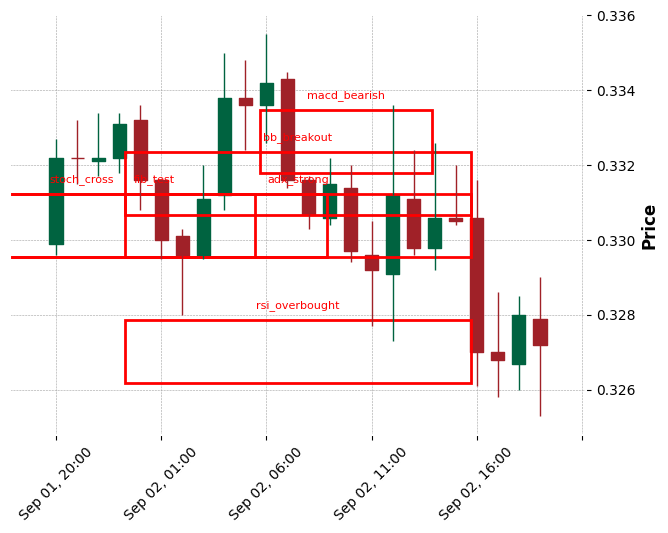 0.336
0.334
macd_bearish
bb_breakout
0.332
stoch_cross
adx_strong
0.330
rsi_overbought
0.328
0.326
Price
Sep 01, 20:00
Sep 02, 01:00
Sep 02, 06:00
Sep 02, 11:00
Sep 02, 16:00